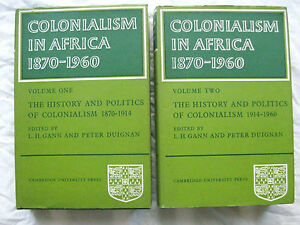 COLONIALISM
IN AFRICA
1870-1960
VOLUME ONE
THE HISTORY AND POLITICS
OF COLONIALISM 1870-1914
EDITED BY
L. H. GANN AND PETER DUIGNAN
CAMBRIDGE UNIVERSITY PRESS
COLONIALISM
IN AFRICA
1870-1960
VOLUME TWO
THE HISTORY AND POLITICS
OF COLONIALISM 1914-1960
EDITED BY
L. H. GANN AND PETER DUIGNAN
CAMBRIDGE UNIVERSITY PRESS